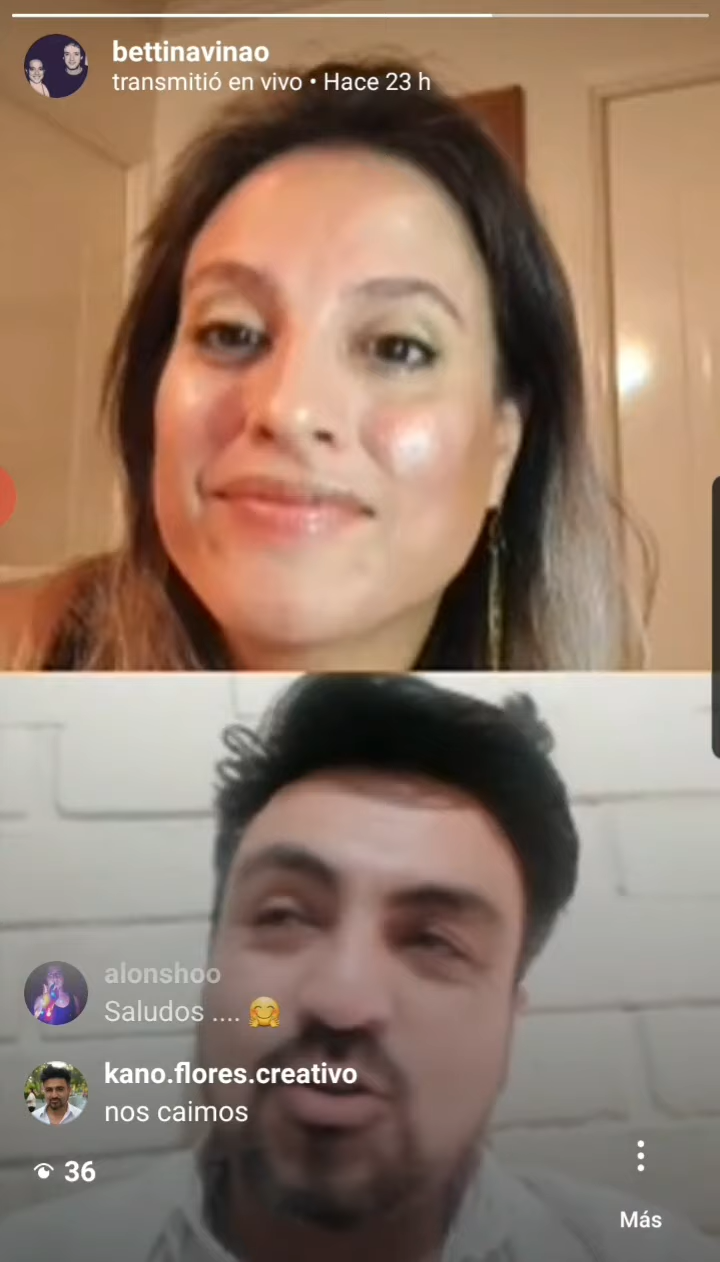 bettinavinao
transmitió en vivo • Hace 23 h
alonshoo
Saludos .... 🤗
kano.flores.creativo
nos caimos
36
Más